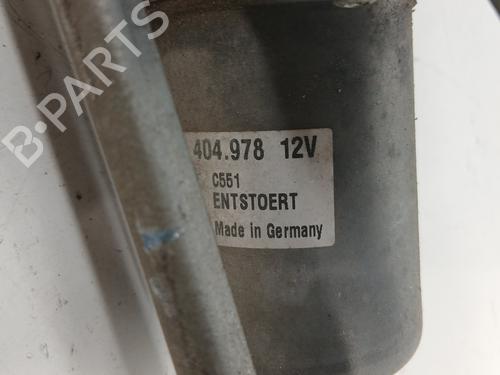 B-PARTS
404.978 12V
C551
ENTSTOERT
Made in Germany